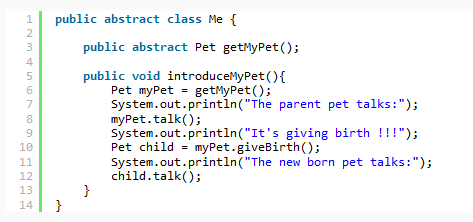 1 public abstract class Me {
2
3 public abstract Pet getMyPet();
4
5 public void introduceMyPet(){
6 Pet myPet = getMyPet();
7 System.out.println("The parent pet talks:");
8 myPet.talk();
9 System.out.println("It's giving birth !!!");
10 Pet child = myPet.giveBirth();
11 System.out.println("The new born pet talks:");
12 child.talk();
13 }
14 }